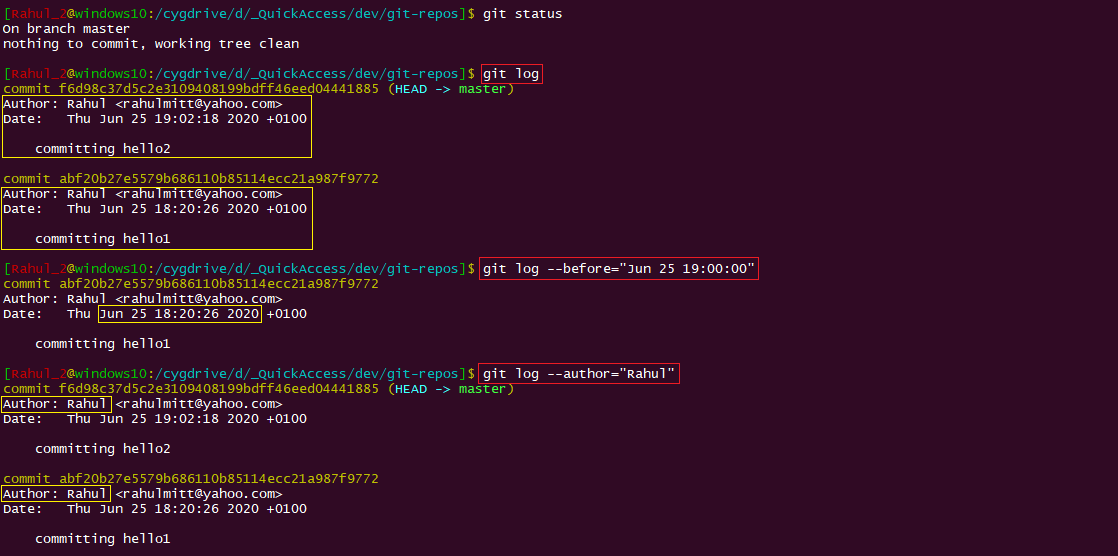 [Rahul_2@windows10:/cygdrive/d/_QuickAccess/dev/git-repos]$ git status
On branch master
nothing to commit, working tree clean
[Rahul_2@windows10:/cygdrive/d/_QuickAccess/dev/git-repos]$ git log
commit f6d98c37d5c2e3109408199bdff46eed04441885 (HEAD -> master)
Author: Rahul <rahulmitt@yahoo.com>
Date:   Thu Jun 25 19:02:18 2020 +0100
    committing hello2
commit abf20b27e5579b686110b85114ecc21a987f9772
Author: Rahul <rahulmitt@yahoo.com>
Date:   Thu Jun 25 18:20:26 2020 +0100
    committing hello1
[Rahul_2@windows10:/cygdrive/d/_QuickAccess/dev/git-repos]$ git log --before="Jun 25 19:00:00"
commit abf20b27e5579b686110b85114ecc21a987f9772
Author: Rahul <rahulmitt@yahoo.com>
Date:   Thu Jun 25 18:20:26 2020 +0100
    committing hello1
[Rahul_2@windows10:/cygdrive/d/_QuickAccess/dev/git-repos]$ git log --author="Rahul"
commit f6d98c37d5c2e3109408199bdff46eed04441885 (HEAD -> master)
Author: Rahul <rahulmitt@yahoo.com>
Date:   Thu Jun 25 19:02:18 2020 +0100
    committing hello2
commit abf20b27e5579b686110b85114ecc21a987f9772
Author: Rahul <rahulmitt@yahoo.com>
Date:   Thu Jun 25 18:20:26 2020 +0100
    committing hello1